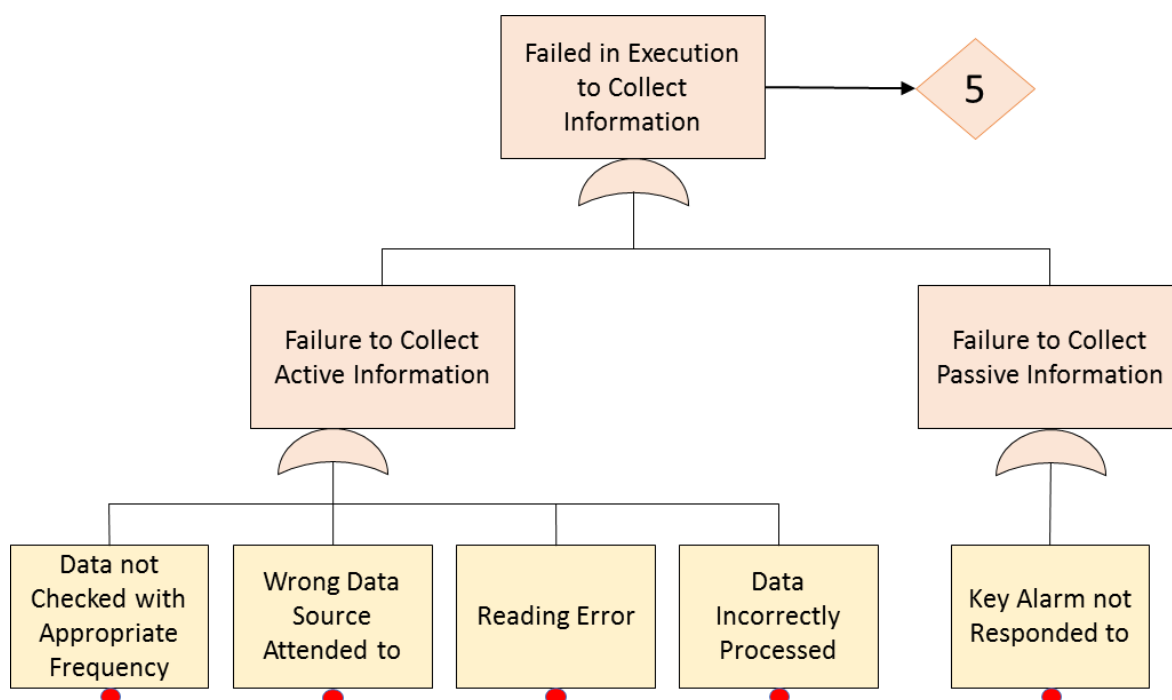 Failed in Execution
to Collect
Information
5
Failure to Collect
Active Information
Failure to Collect
Passive Information
Data not
Checked with
Appropriate
Frequency
Wrong Data
Source
Attended to
Reading Error
Data
Incorrectly
Processed
Key Alarm not
Responded to